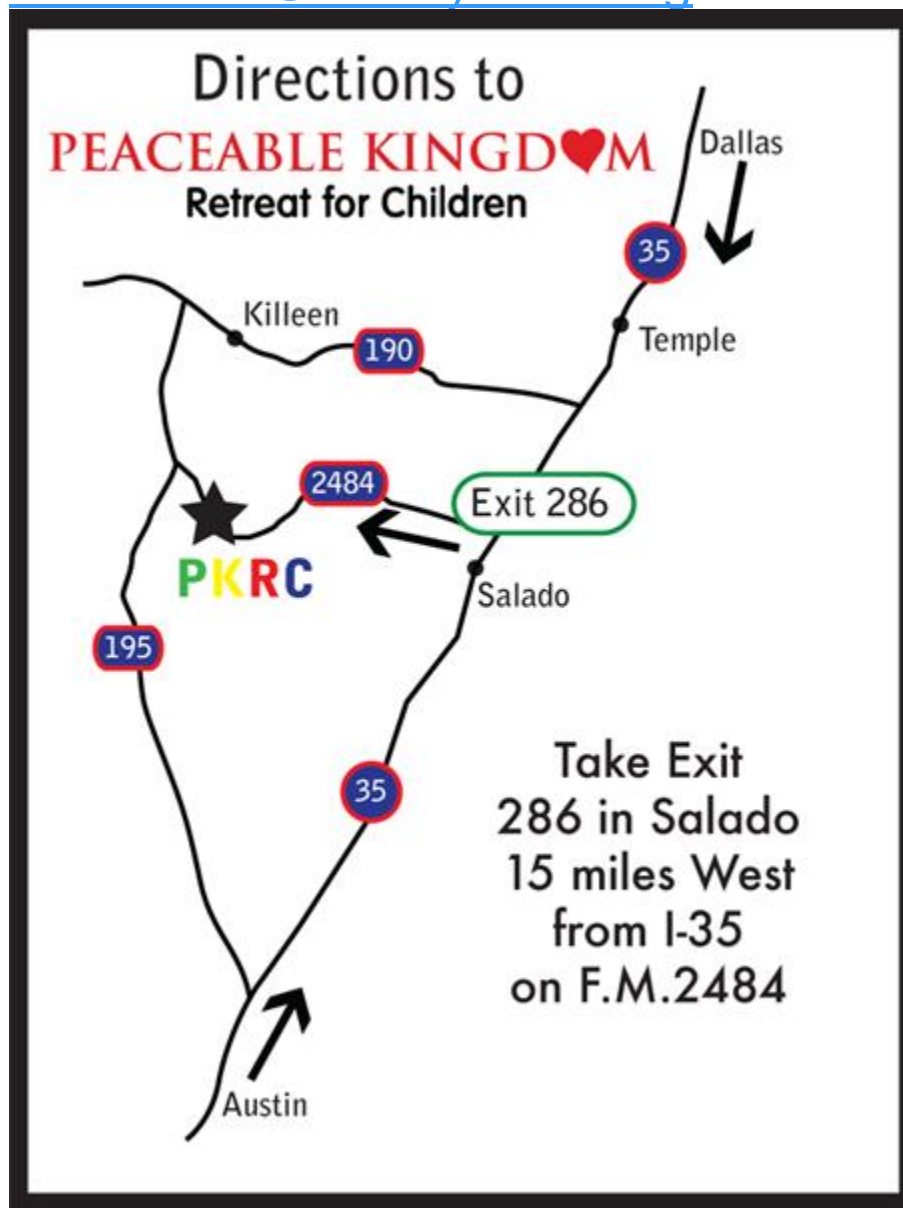 Directions to
PEACEABLE KINGD♥M
Retreat for Children
Dallas
35
Killeen
190
Temple
2484
Exit 286
PKRC
Salado
195
35
Take Exit
286 in Salado
15 miles West
from I-35
on F.M.2484
Austin